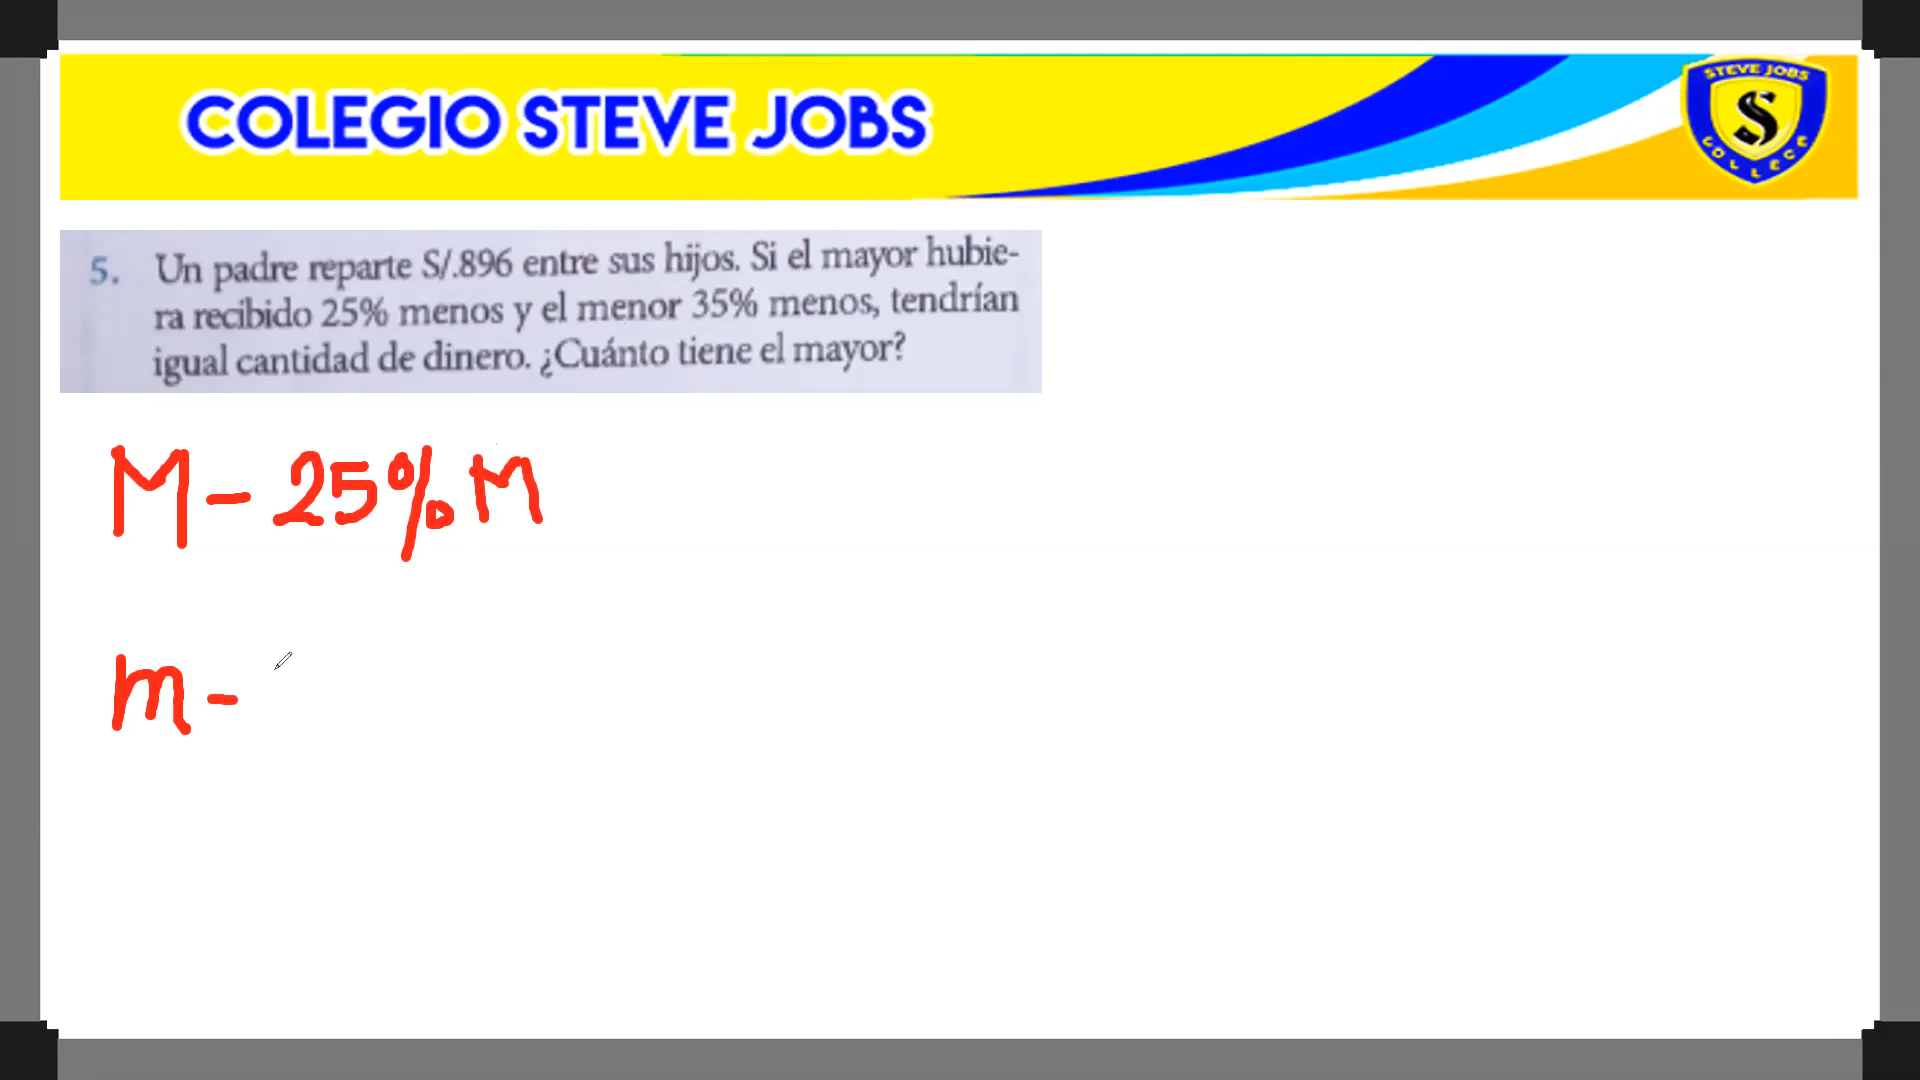 COLEGIO STEVE JOBS
STEVE JOBS
S
COLLEGE
5. Un padre reparte S/.896 entre sus hijos. Si el mayor hubie-
ra recibido 25% menos y el menor 35% menos, tendrían
igual cantidad de dinero. ¿Cuánto tiene el mayor?
M - 25% M
m -